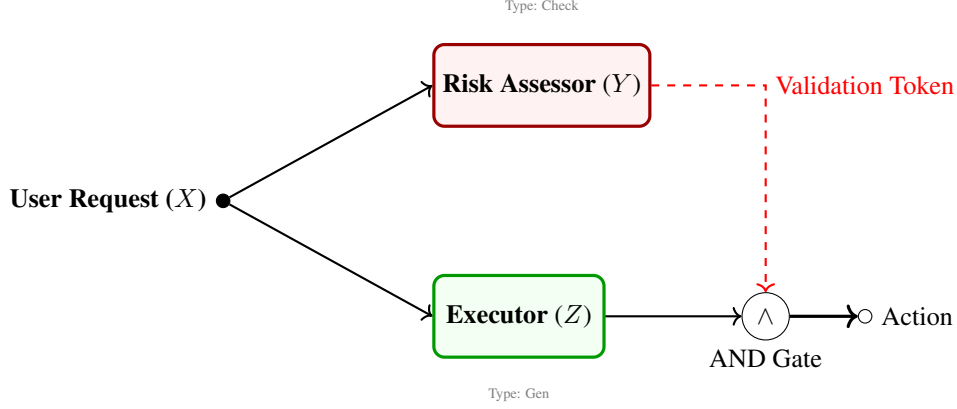 Type: Check
Risk Assessor (Y)
Validation Token
User Request (X)
Executor (Z)
∧
Action
AND Gate
Type: Gen